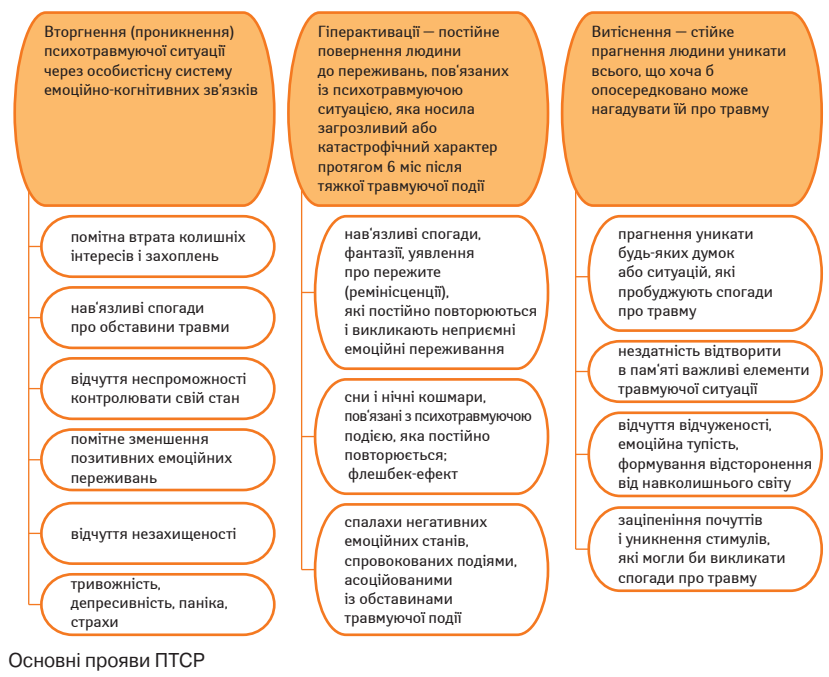 Вторгнення (проникнення)
психотравмуючої ситуації
через особистісну систему
емоційно-когнітивних зв'язків
помітна втрата колишніх
інтересів і захоплень
нав'язливі спогади
про обставини травми
відчуття неспроможності
контролювати свій стан
помітне зменшення
позитивних емоційних
переживань
відчуття незахищеності
тривожність,
депресивність, паніка,
страхи
Гіперактивації — постійне
повернення людини
до переживань, пов'язаних
із психотравмуючою
ситуацією, яка носила
загрозливий або
катастрофічний характер
протягом 6 міс після
тяжкої травмуючої події
нав'язливі спогади,
фантазії, уявлення
про пережите
(ремінісценції),
які постійно повторюються
і викликають неприємні
емоційні переживання
сни і нічні кошмари,
пов'язані з психотравмуючою
подією, яка постійно
повторюється;
флешбек-ефект
спалахи негативних
емоційних станів,
спровокованих подіями,
асоційованими
із обставинами
травмуючої події
Витіснення — стійке
прагнення людини уникати
всього, що хоча б
опосередковано може
нагадувати їй про травму
прагнення уникати
будь-яких думок
або ситуацій, які
пробуджують спогади
про травму
нездатність відтворити
в пам'яті важливі елементи
травмуючої ситуації
відчуття відчуженості,
емоційна тупість,
формування відсторонення
від навколишнього світу
заціпеніння почуттів
і уникнення стимулів,
які могли би викликати
спогади про травму
Основні прояви ПТСР